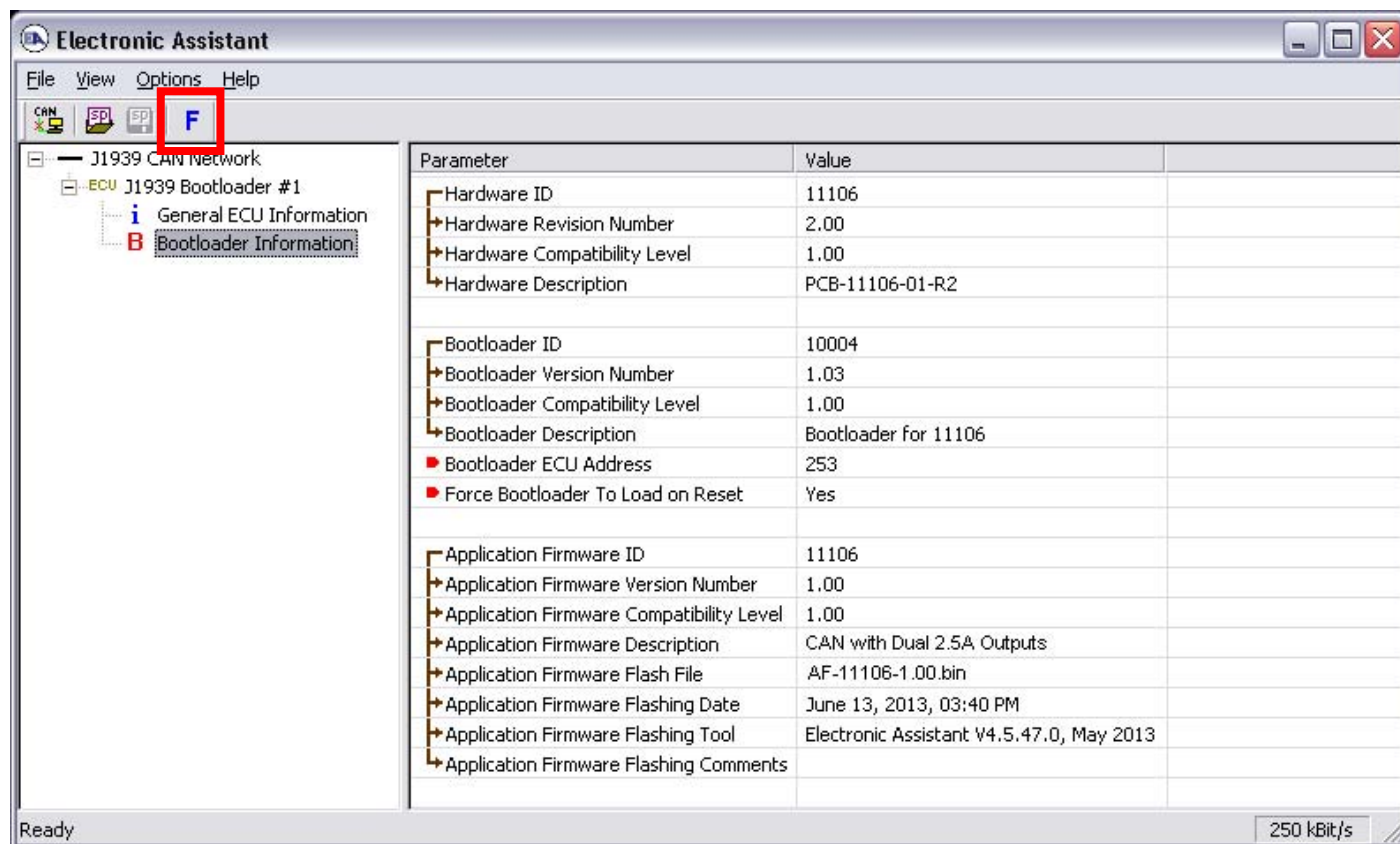 Electronic Assistant
File View Options Help
CAN SP SP F
J1939 CAN Network
ECU J1939 Bootloader #1
i General ECU Information
B Bootloader Information
Parameter Value
Hardware ID 11106
Hardware Revision Number 2.00
Hardware Compatibility Level 1.00
Hardware Description PCB-11106-01-R2
Bootloader ID 10004
Bootloader Version Number 1.03
Bootloader Compatibility Level 1.00
Bootloader Description Bootloader for 11106
Bootloader ECU Address 253
Force Bootloader To Load on Reset Yes
Application Firmware ID 11106
Application Firmware Version Number 1.00
Application Firmware Compatibility Level 1.00
Application Firmware Description CAN with Dual 2.5A Outputs
Application Firmware Flash File AF-11106-1.00.bin
Application Firmware Flashing Date June 13, 2013, 03:40 PM
Application Firmware Flashing Tool Electronic Assistant V4.5.47.0, May 2013
Application Firmware Flashing Comments
Ready 250 kBit/s